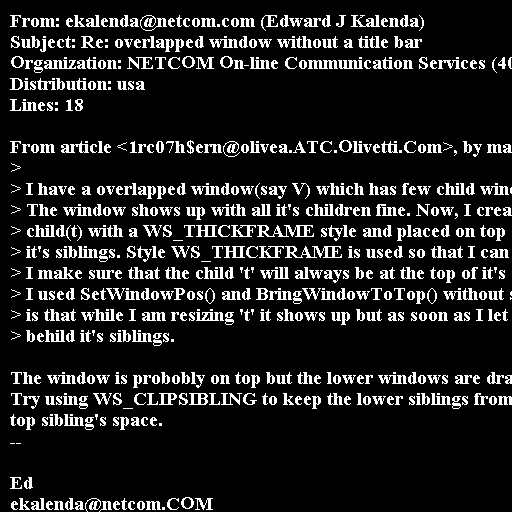 From: ekalenda@netcom.com (Edward J Kalenda)
Subject: Re: overlapped window without a title bar
Organization: NETCOM On-line Communication Services (40
Distribution: usa
Lines: 18

From article <1rc07h$ern@olivea.ATC.Olivetti.Com>, by ma
>
> I have a overlapped window(say V) which has few child wind
> The window shows up with all it's children fine. Now, I crea
> child(t) with a WS_THICKFRAME style and placed on top
> it's siblings. Style WS_THICKFRAME is used so that I can
> I make sure that the child 't' will always be at the top of it's
> I used SetWindowPos() and BringWindowToTop() without s
> is that while I am resizing 't' it shows up but as soon as I let
> behild it's siblings.

The window is probobly on top but the lower windows are dra
Try using WS_CLIPSIBLING to keep the lower siblings from
top sibling's space.
--

Ed
ekalenda@netcom.COM